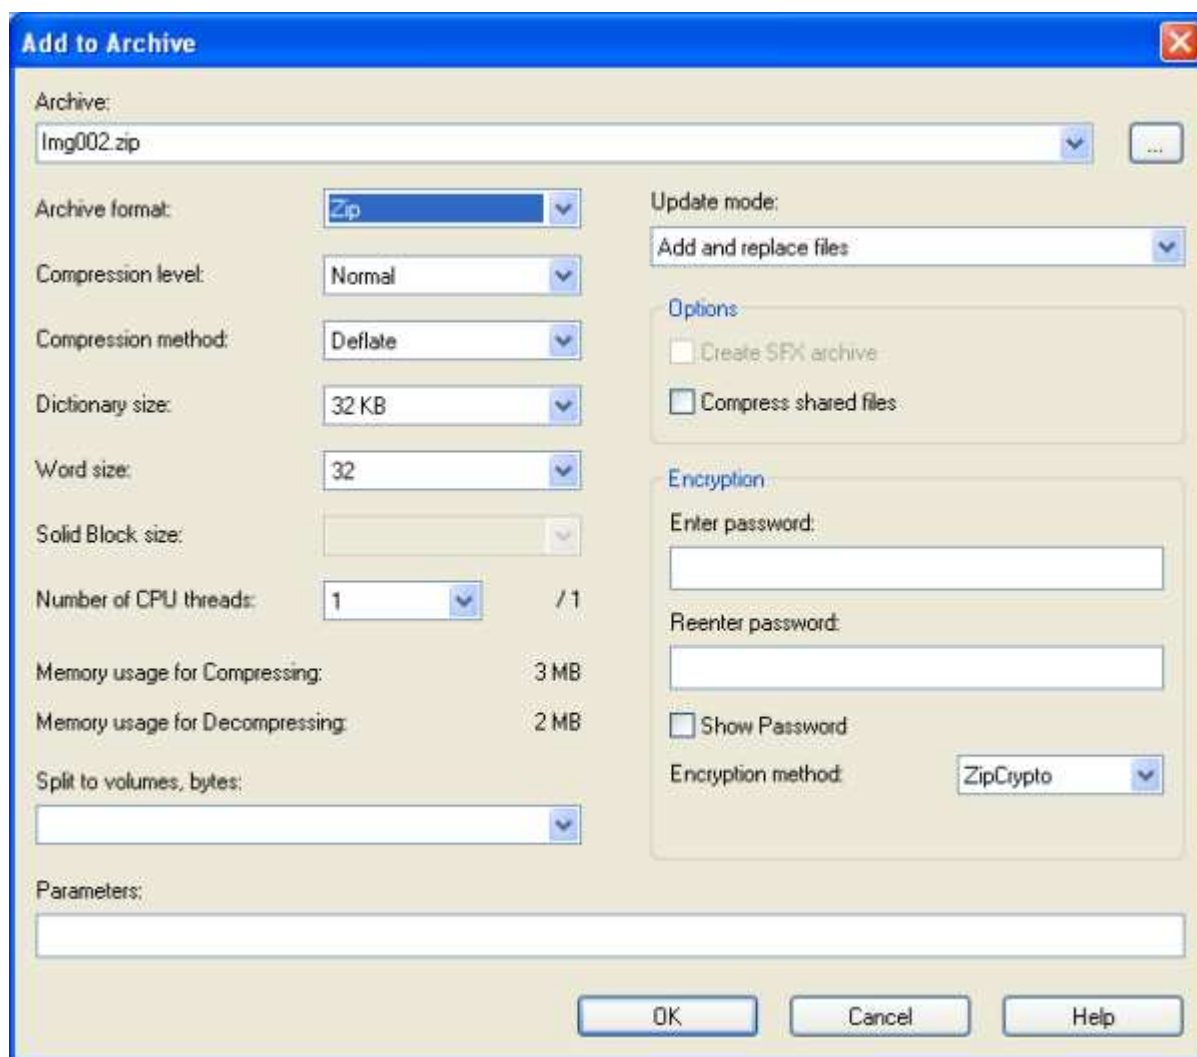 Add to Archive
Archive:
Img002.zip
...
Archive format:
Zip
Compression level:
Normal
Compression method:
Deflate
Dictionary size:
32 KB
Word size:
32
Solid Block size:
Number of CPU threads:
1
/ 1
Memory usage for Compressing:
3 MB
Memory usage for Decompressing:
2 MB
Split to volumes, bytes:
Update mode:
Add and replace files
Options
Create SFX archive
Compress shared files
Encryption
Enter password:
Reenter password:
Show Password
Encryption method:
ZipCrypto
Parameters:
OK
Cancel
Help